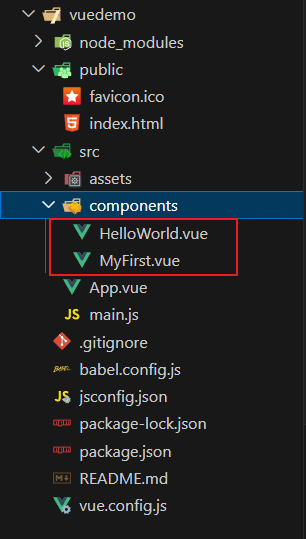 vuedemo
node_modules
public
favicon.ico
index.html
src
assets
components
HelloWorld.vue
MyFirst.vue
App.vue
JS main.js
.gitignore
babel.config.js
JS jsconfig.json
package-lock.json
package.json
README.md
vue.config.js